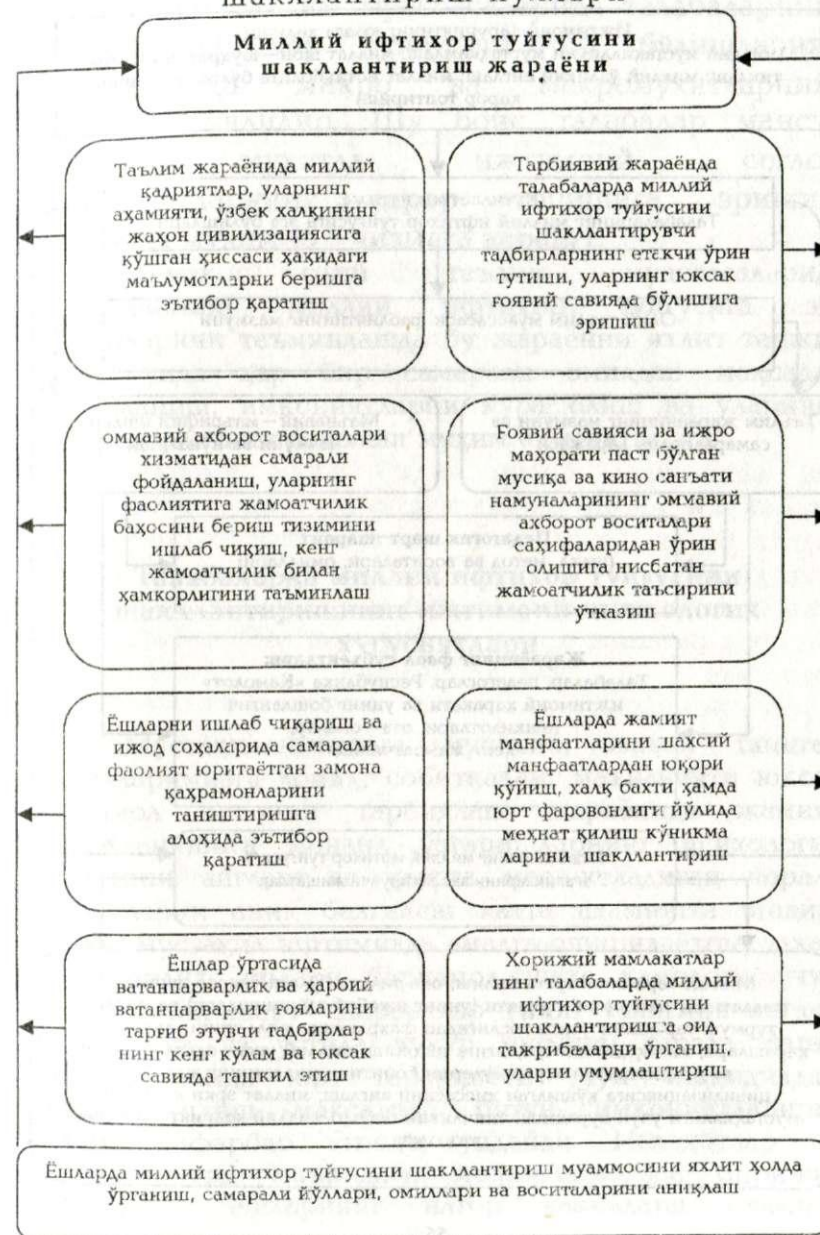 шакллантириш йўллари
Миллий ифтихор туйғусини
шакллантириш жараёни
Таълим жараёнида миллий
қадриятлар, уларнинг
аҳамияти, ўзбек халқининг
жаҳон цивилизациясига
қўшган ҳиссаси ҳақидаги
маълумотларни беришга
эътибор қаратиш
Тарбиявий жараёнда
талабаларда миллий
ифтихор туйғусини
шакллантирувчи
тадбирларнинг етакчи ўрин
тутиши, уларнинг юксак
ғоявий савияда бўлишига
эришиш
оммавий ахборот воситалари
хизматидан самарали
фойдаланиш, уларнинг
фаолиятига жамоатчилик
баҳосини бериш тизимини
ишлаб чиқиш, кенг
жамоатчилик билан
ҳамкорлигини таъминлаш
Ғоявий савияси ва ижро
маҳорати паст бўлган
мусиқа ва кино санъати
намуналарининг оммавий
ахборот воситалари
саҳифаларидан ўрин
олишига нисбатан
жамоатчилик таъсирини
ўтказиш
Ёшларни ишлаб чиқариш ва
ижод соҳаларида самарали
фаолият юритаётган замона
қаҳрамонларини
таништиришга
алоҳида эътибор
қаратиш
Ёшларда жамият
манфаатларини шахсий
манфаатлардан юқори
қўйиш, халқ бахти ҳамда
юрт фаровонлиги йўлида
меҳнат қилиш кўникма
ларини шакллантириш
Ёшлар ўртасида
ватанпарварлик ва ҳарбий
ватанпарварлик ғояларини
тарғиб этувчи тадбирлар
нинг кенг кўлам ва юксак
савияда ташкил этиш
Хорижий мамлакатлар
нинг талабаларда миллий
ифтихор туйғусини
шакллантиришга оид
тажрибаларни ўрганиш,
уларни умумлаштириш
Ёшларда миллий ифтихор туйғусини шакллантириш муаммосини яхлит ҳолда
ўрганиш, самарали йўллари, омиллари ва воситаларини аниқлаш